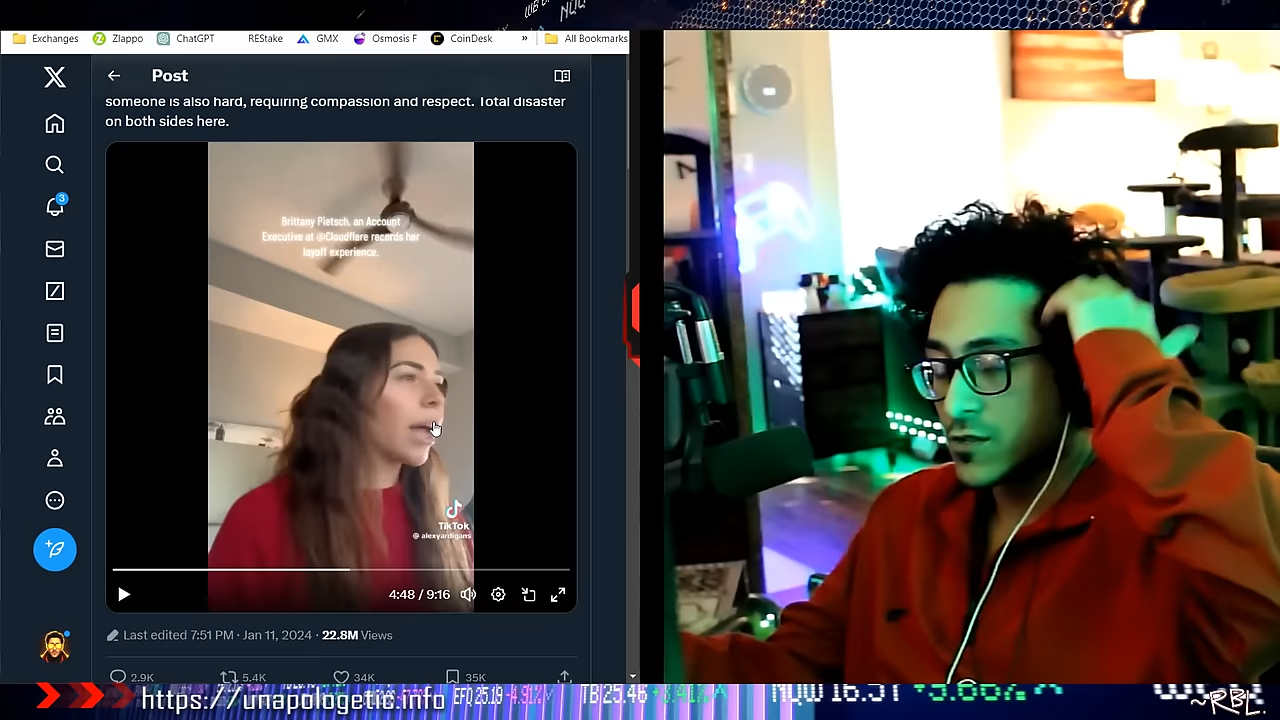 Exchanges
Zlappo
ChatGPT
REStake
GMX
Osmosis F
CoinDesk
»
All Bookmarks
Post
someone is also hard, requiring compassion and respect. Total disaster
on both sides here.
3
Brittany Pietsch, an Account
Executive at @Cloudflare records her
layoff experience.
TikTok
@ alexyardigans
4:48 / 9:16
Last edited 7:51 PM · Jan 11, 2024 · 22.8M Views
2.9K
5.4K
34K
35K
https://unapologetic.info
~RBL.